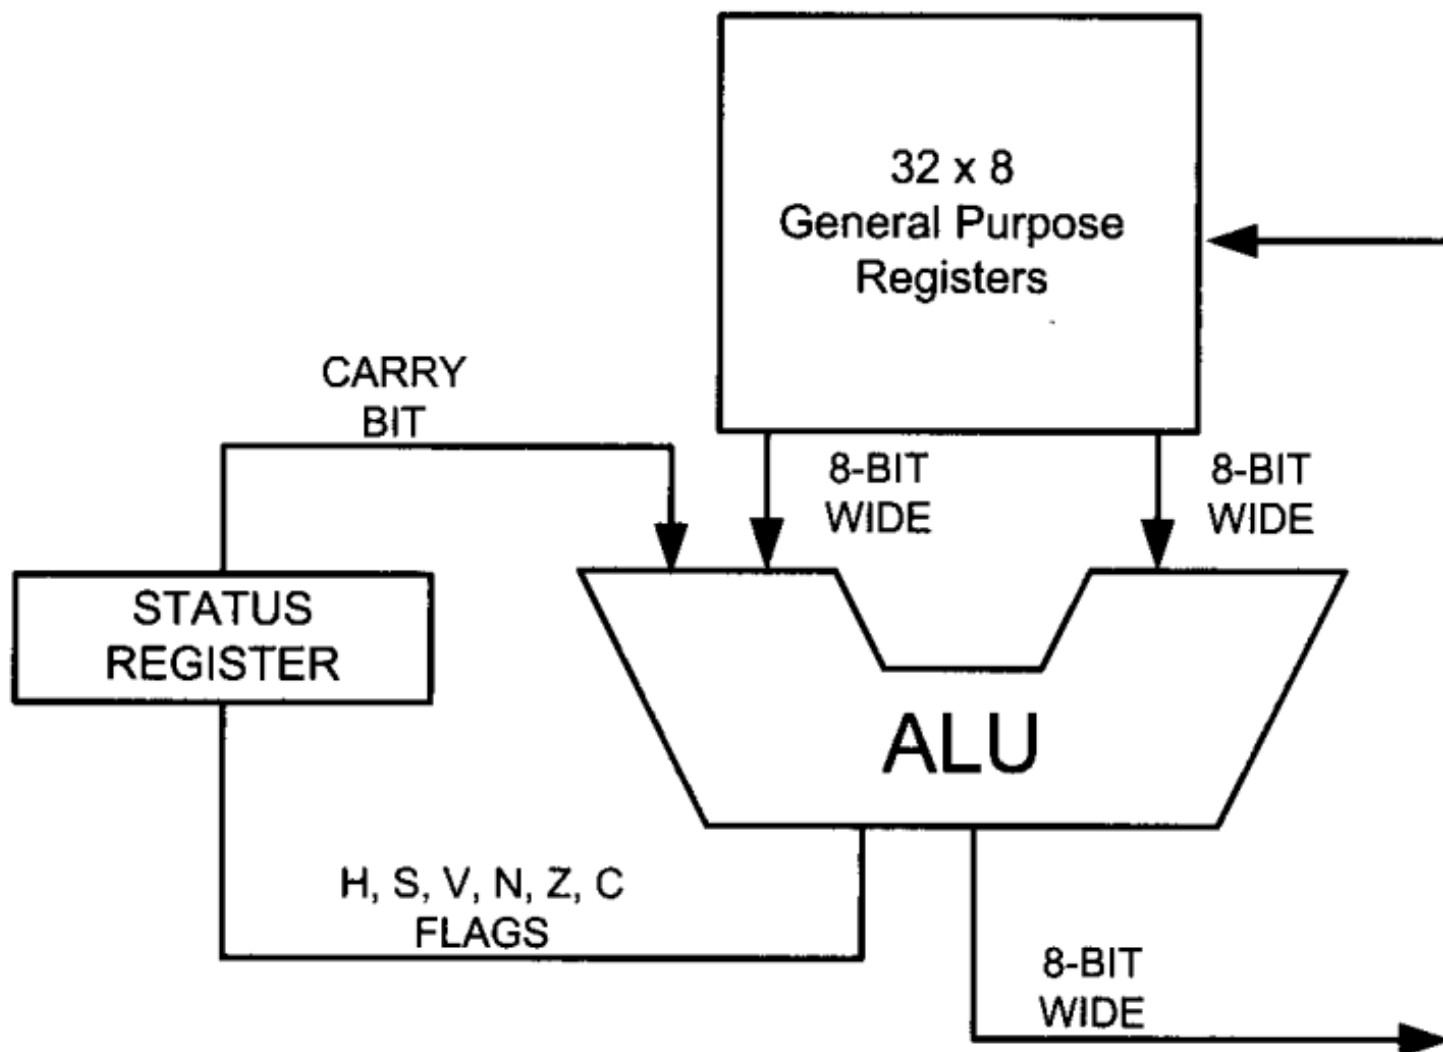 32 x 8
General Purpose
Registers
CARRY
BIT
8-BIT
WIDE
8-BIT
WIDE
STATUS
REGISTER
ALU
H, S, V, N, Z, C
FLAGS
8-BIT
WIDE